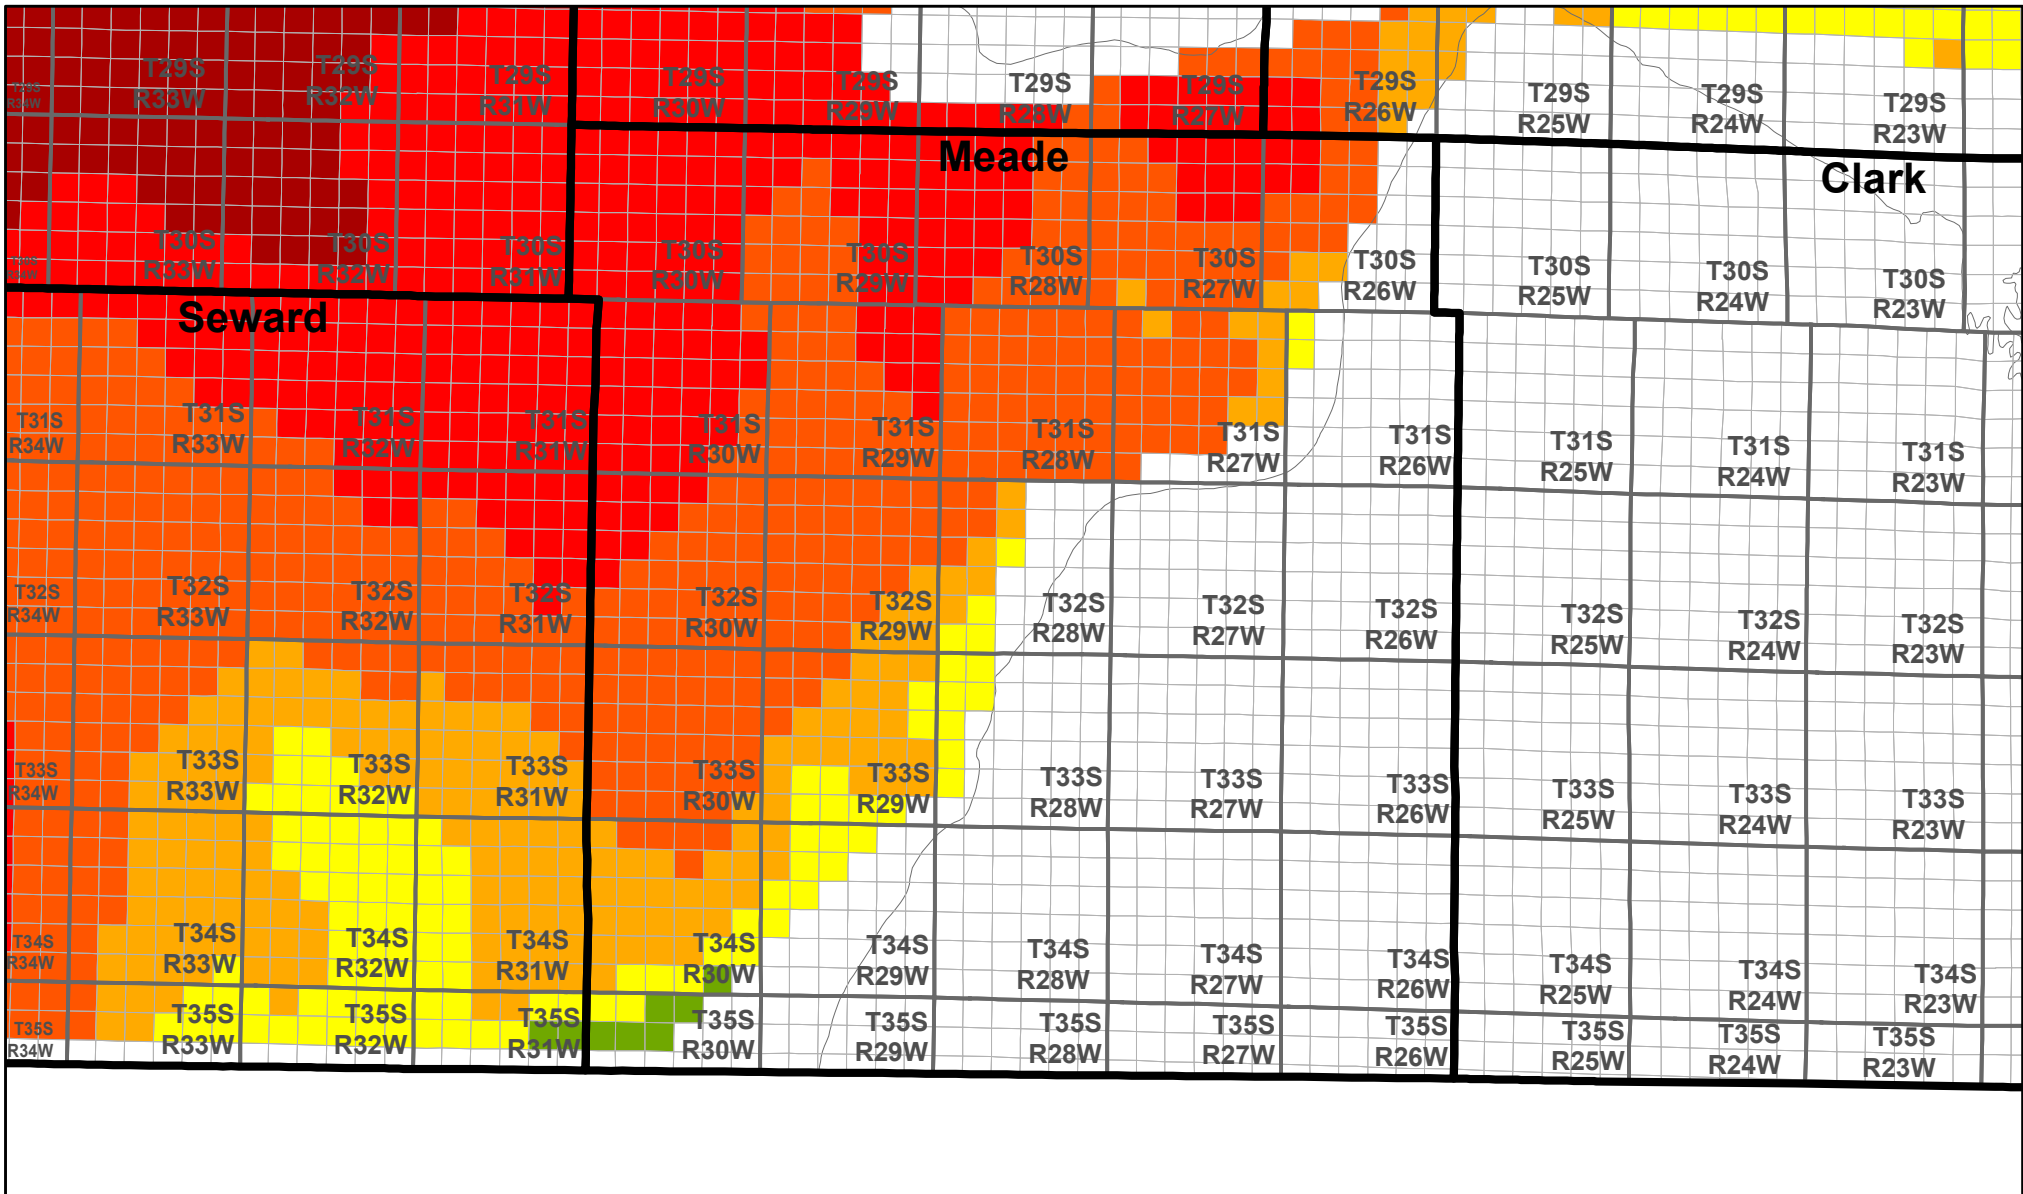 T29S
R34W
T29S
R33W
T29S
R32W
T29S
R31W
T29S
R30W
T29S
R29W
T29S
R28W
T29S
R27W
T29S
R26W
T29S
R25W
T29S
R24W
T29S
R23W
Meade
Clark
T30S
R34W
T30S
R33W
T30S
R32W
T30S
R31W
T30S
R30W
T30S
R29W
T30S
R28W
T30S
R27W
T30S
R26W
T30S
R25W
T30S
R24W
T30S
R23W
Seward
T31S
R34W
T31S
R33W
T31S
R32W
T31S
R31W
T31S
R30W
T31S
R29W
T31S
R28W
T31S
R27W
T31S
R26W
T31S
R25W
T31S
R24W
T31S
R23W
T32S
R34W
T32S
R33W
T32S
R32W
T32S
R31W
T32S
R30W
T32S
R29W
T32S
R28W
T32S
R27W
T32S
R26W
T32S
R25W
T32S
R24W
T32S
R23W
T33S
R34W
T33S
R33W
T33S
R32W
T33S
R31W
T33S
R30W
T33S
R29W
T33S
R28W
T33S
R27W
T33S
R26W
T33S
R25W
T33S
R24W
T33S
R23W
T34S
R34W
T34S
R33W
T34S
R32W
T34S
R31W
T34S
R30W
T34S
R29W
T34S
R28W
T34S
R27W
T34S
R26W
T34S
R25W
T34S
R24W
T34S
R23W
T35S
R34W
T35S
R33W
T35S
R32W
T35S
R31W
T35S
R30W
T35S
R29W
T35S
R28W
T35S
R27W
T35S
R26W
T35S
R25W
T35S
R24W
T35S
R23W